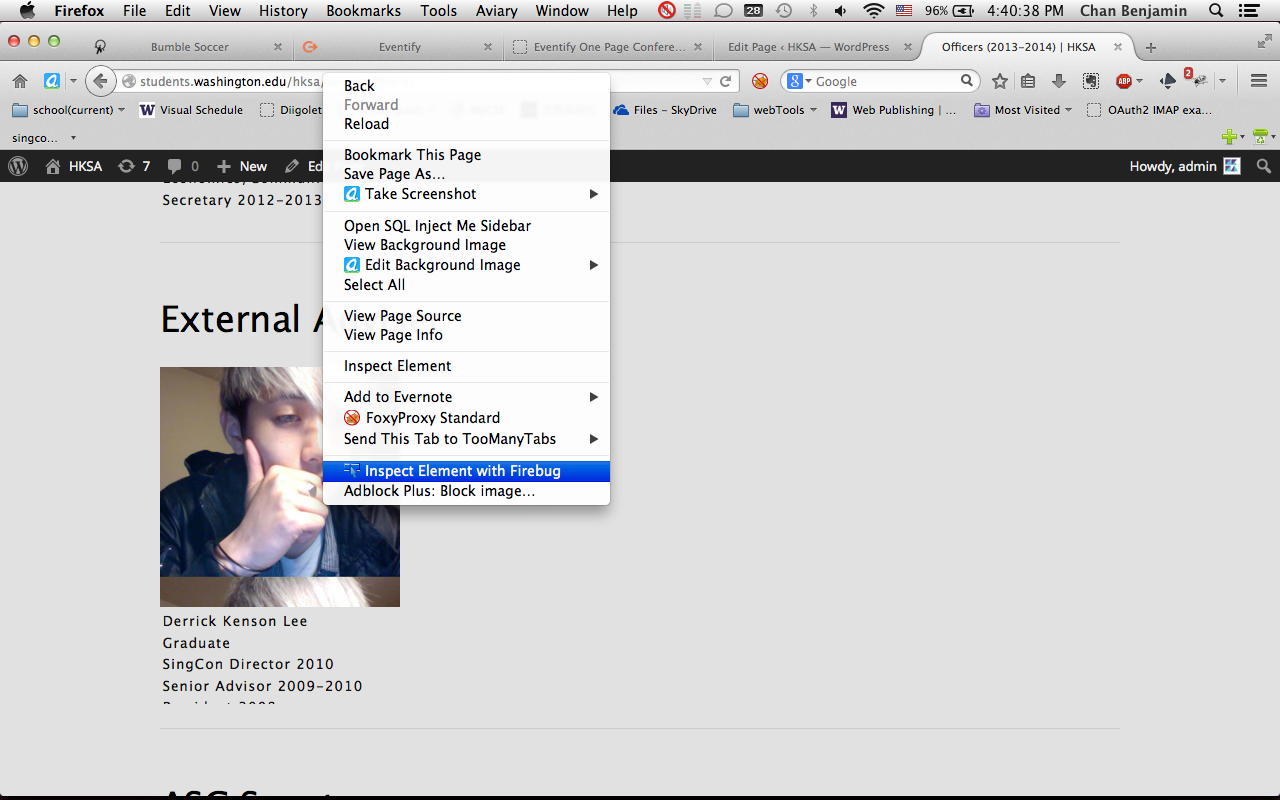 Firefox File Edit View History Bookmarks Tools Aviary Window Help 28 96% 4:40:38 PM Chan Benjamin
Bumble Soccer Eventify Eventify One Page Confere... Edit Page ‹ HKSA — WordPress Officers (2013-2014) | HKSA
students.washington.edu/hksa Google ABP 2
school(current) Visual Schedule Diigolet Files - SkyDrive webTools Web Publishing | ... Most Visited OAuth2 IMAP exa...
singco...
HKSA 7 0 New Ed Howdy, admin
Secretary 2012-2013
Back
Forward
Reload
Bookmark This Page
Save Page As...
Take Screenshot
Open SQL Inject Me Sidebar
View Background Image
Edit Background Image
Select All
View Page Source
View Page Info
Inspect Element
Add to Evernote
FoxyProxy Standard
Send This Tab to TooManyTabs
Inspect Element with Firebug
Adblock Plus: Block image...
External
Derrick Kenson Lee
Graduate
SingCon Director 2010
Senior Advisor 2009-2010